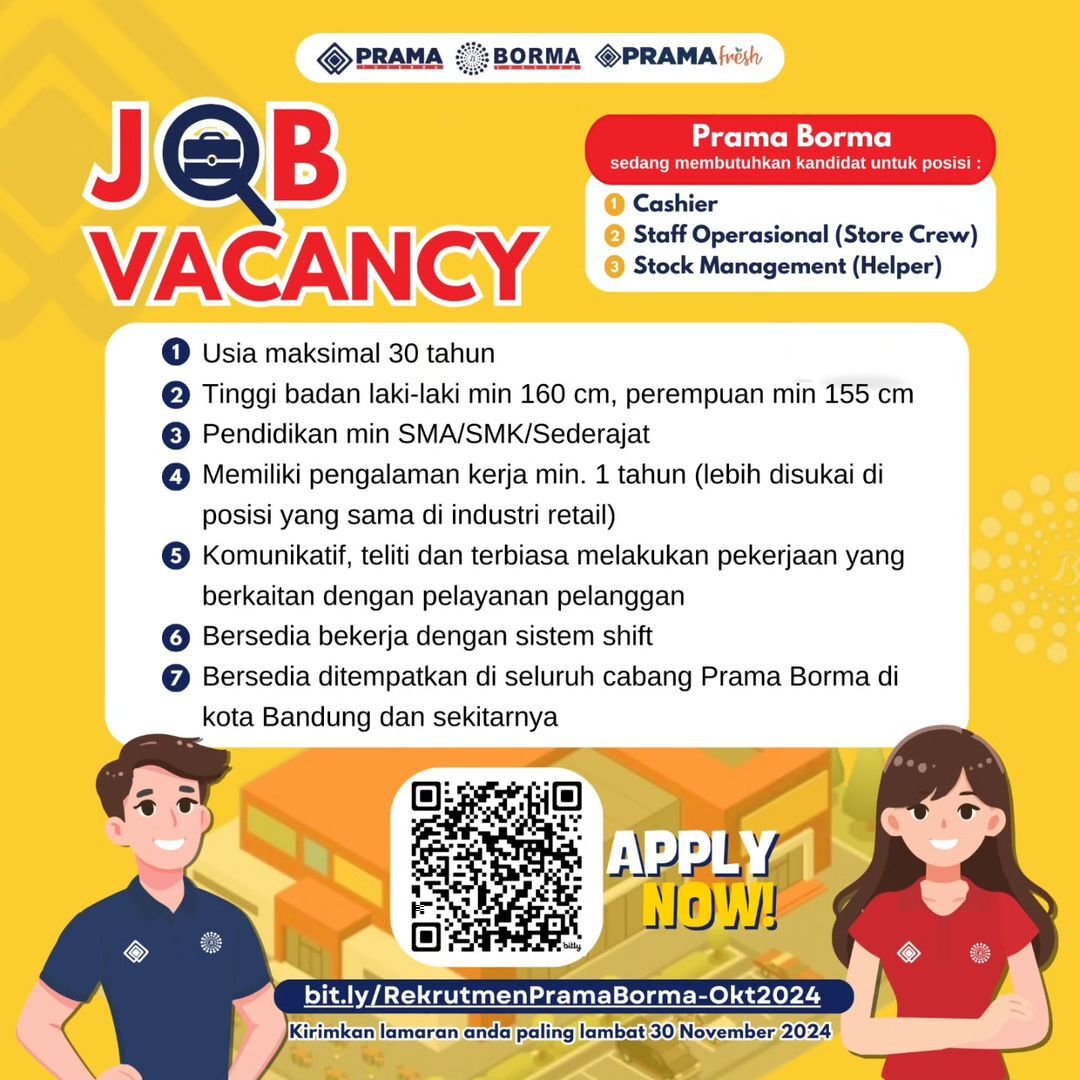 PRAMA BORMA PRAMA fresh
JOB
VACANCY
Prama Borma
sedang membutuhkan kandidat untuk posisi :
1 Cashier
2 Staff Operasional (Store Crew)
3 Stock Management (Helper)
1 Usia maksimal 30 tahun
2 Tinggi badan laki-laki min 160 cm, perempuan min 155 cm
3 Pendidikan min SMA/SMK/Sederajat
4 Memiliki pengalaman kerja min. 1 tahun (lebih disukai di
posisi yang sama di industri retail)
5 Komunikatif, teliti dan terbiasa melakukan pekerjaan yang
berkaitan dengan pelayanan pelanggan
6 Bersedia bekerja dengan sistem shift
7 Bersedia ditempatkan di seluruh cabang Prama Borma di
kota Bandung dan sekitarnya
bitly
APPLY
NOW!
bit.ly/RekrutmenPramaBorma-Okt2024
Kirimkan lamaran anda paling lambat 30 November 2024